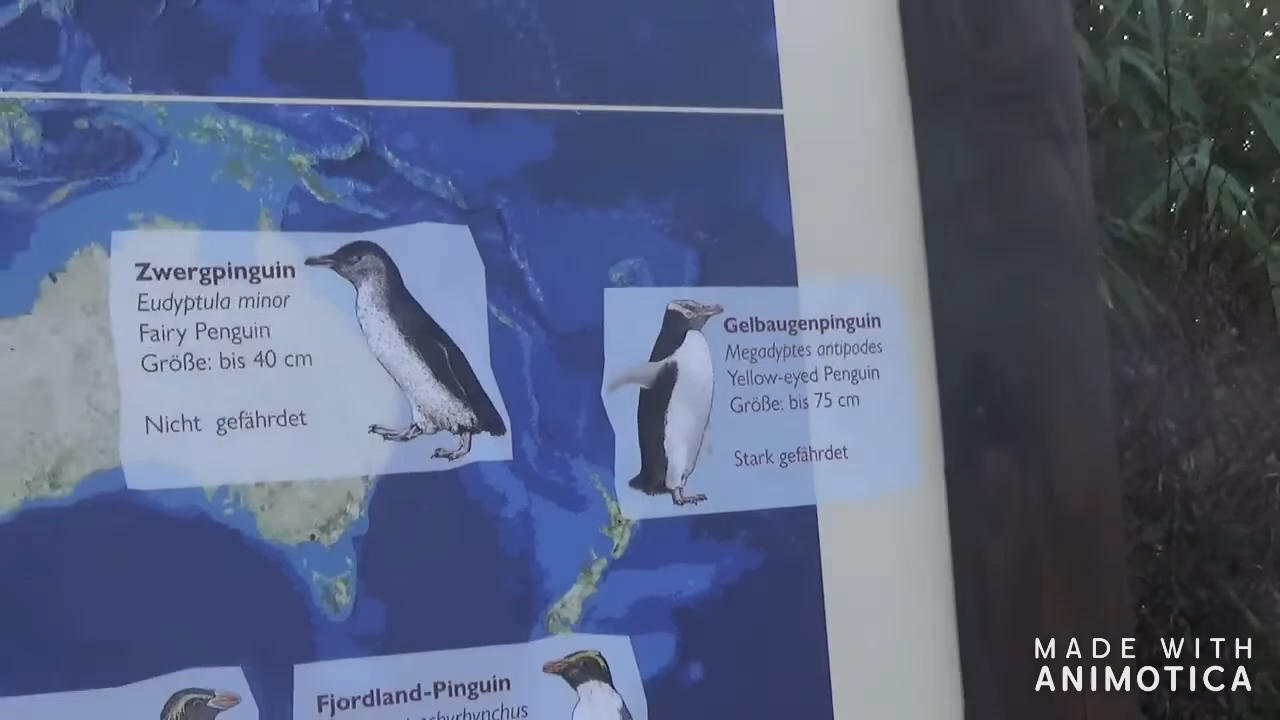 Zwergpinguin
Eudyptula minor
Fairy Penguin
Größe: bis 40 cm
Nicht gefährdet
Gelbaugenpinguin
Megadyptes antipodes
Yellow-eyed Penguin
Größe: bis 75 cm
Stark gefährdet
Fjordland-Pinguin
MADE WITH
ANIMOTICA